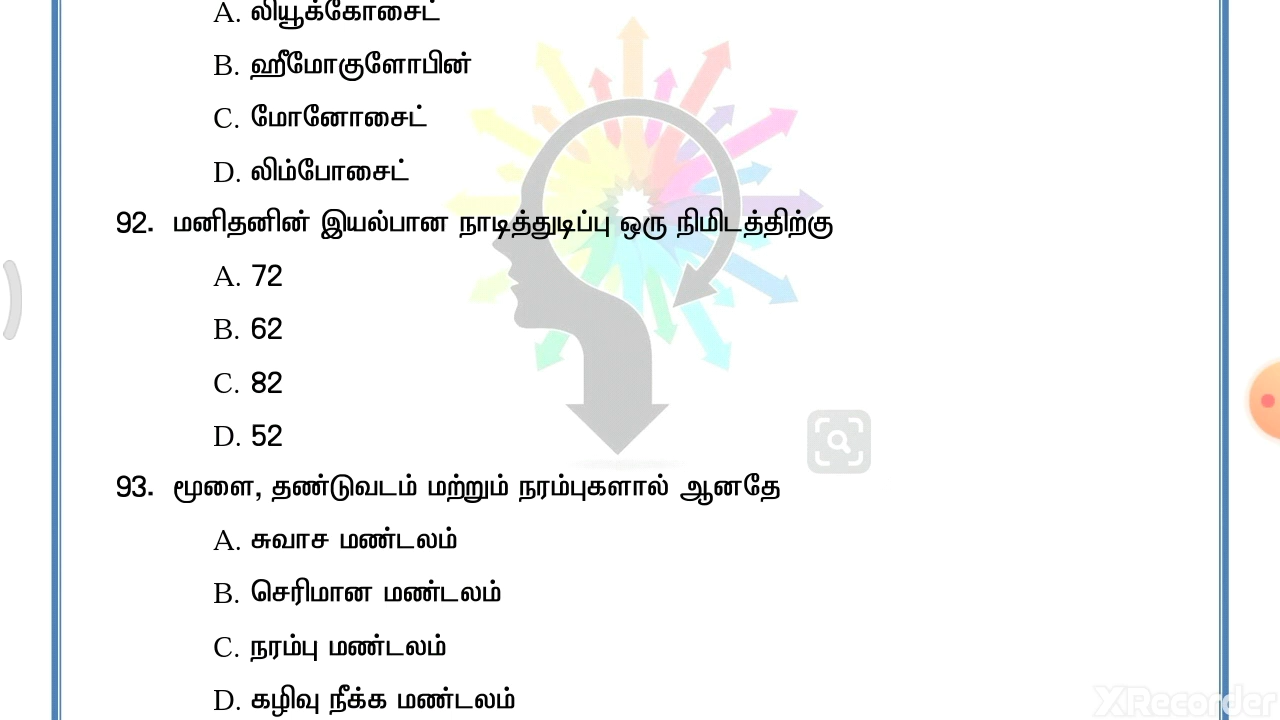 A. லியூக்கோசைட்
B. ஹீமோகுளோபின்
C. மோனோசைட்
D. லிம்போசைட்
92. மனிதனின் இயல்பான நாடித்துடிப்பு ஒரு நிமிடத்திற்கு
A. 72
B. 62
C. 82
D. 52
93. மூளை, தண்டுவடம் மற்றும் நரம்புகளால் ஆனதே
A. சுவாச மண்டலம்
B. செரிமான மண்டலம்
C. நரம்பு மண்டலம்
D. கழிவு நீக்க மண்டலம்
XRecorder